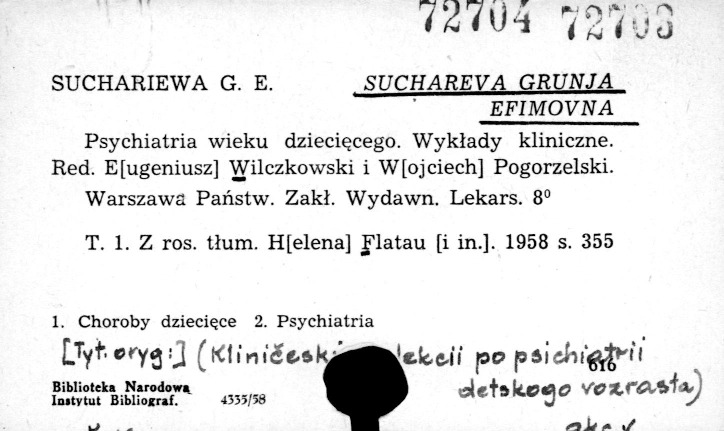 72704 72703
SUCHARIEWA G. E. SUCHAREVA GRUNJA
EFIMOVNA
Psychiatria wieku dziecięcego. Wykłady kliniczne.
Red. E[ugeniusz] Wilczkowski i W[ojciech] Pogorzelski.
Warszawa Państw. Zakł. Wydawn. Lekars. 8⁰
T. 1. Z ros. tłum. H[elena] Flatau [i in.]. 1958 s. 355
1. Choroby dziecięce 2. Psychiatria
[Tyt. oryg:] (Kliničeski lekcii po psichiatrii
616
Biblioteka Narodowa detskogo vozrasta)
Instytut Bibliograf. 4355/58